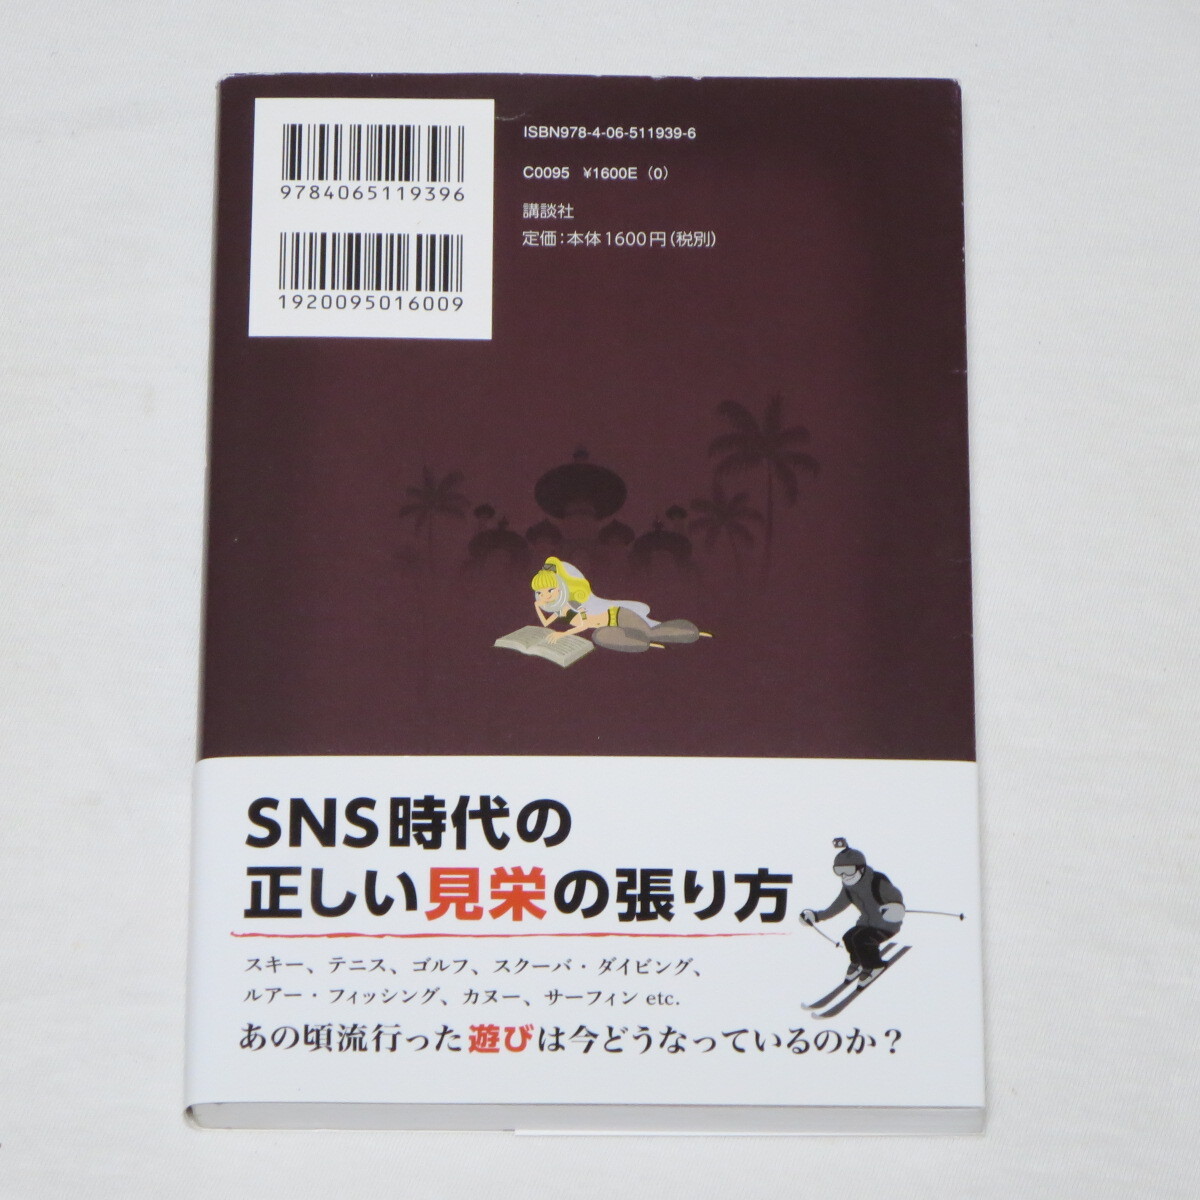 9784065119396
1920095016009
ISBN978-4-06-511939-6
C0095 ¥1600E (0)
講談社
定価：本体1600円（税別）
SNS時代の
正しい見栄の張り方
スキー、テニス、ゴルフ、スクーバ・ダイビング、
ルアー・フィッシング、カヌー、サーフィン etc.
あの頃流行った遊びは今どうなっているのか？